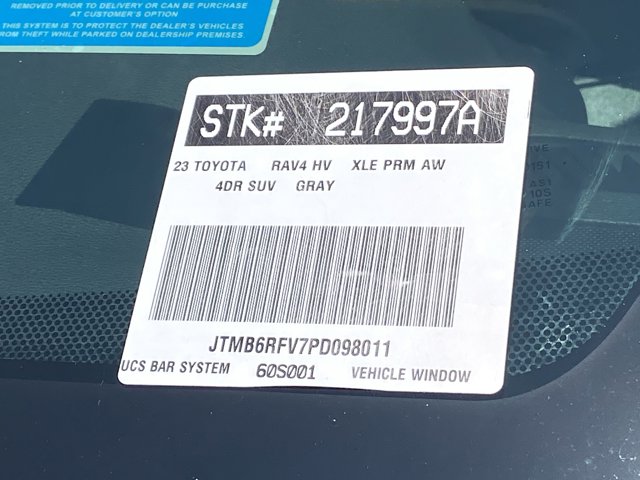 REMOVED PRIOR TO DELIVERY OR CAN BE PURCHASE
AT CUSTOMER'S OPTION
THIS SYSTEM IS TO PROTECT THE DEALER'S VEHICLES
FROM THEFT WHILE PARKED ON DEALERSHIP PREMISES.
STK# 217997A
23 TOYOTA RAV4 HV XLE PRM AW
4DR SUV GRAY
JTMB6RFV7PD098011
UCS BAR SYSTEM 60S001 VEHICLE WINDOW